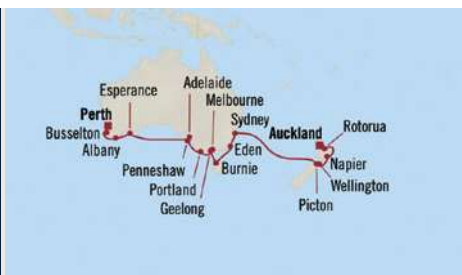 Esperance
Adelaide
Melbourne
Perth
Sydney
Busselton
Auckland
Rotorua
Albany
Eden
Napier
Penneshaw
Burnie
Portland
Wellington
Geelong
Picton